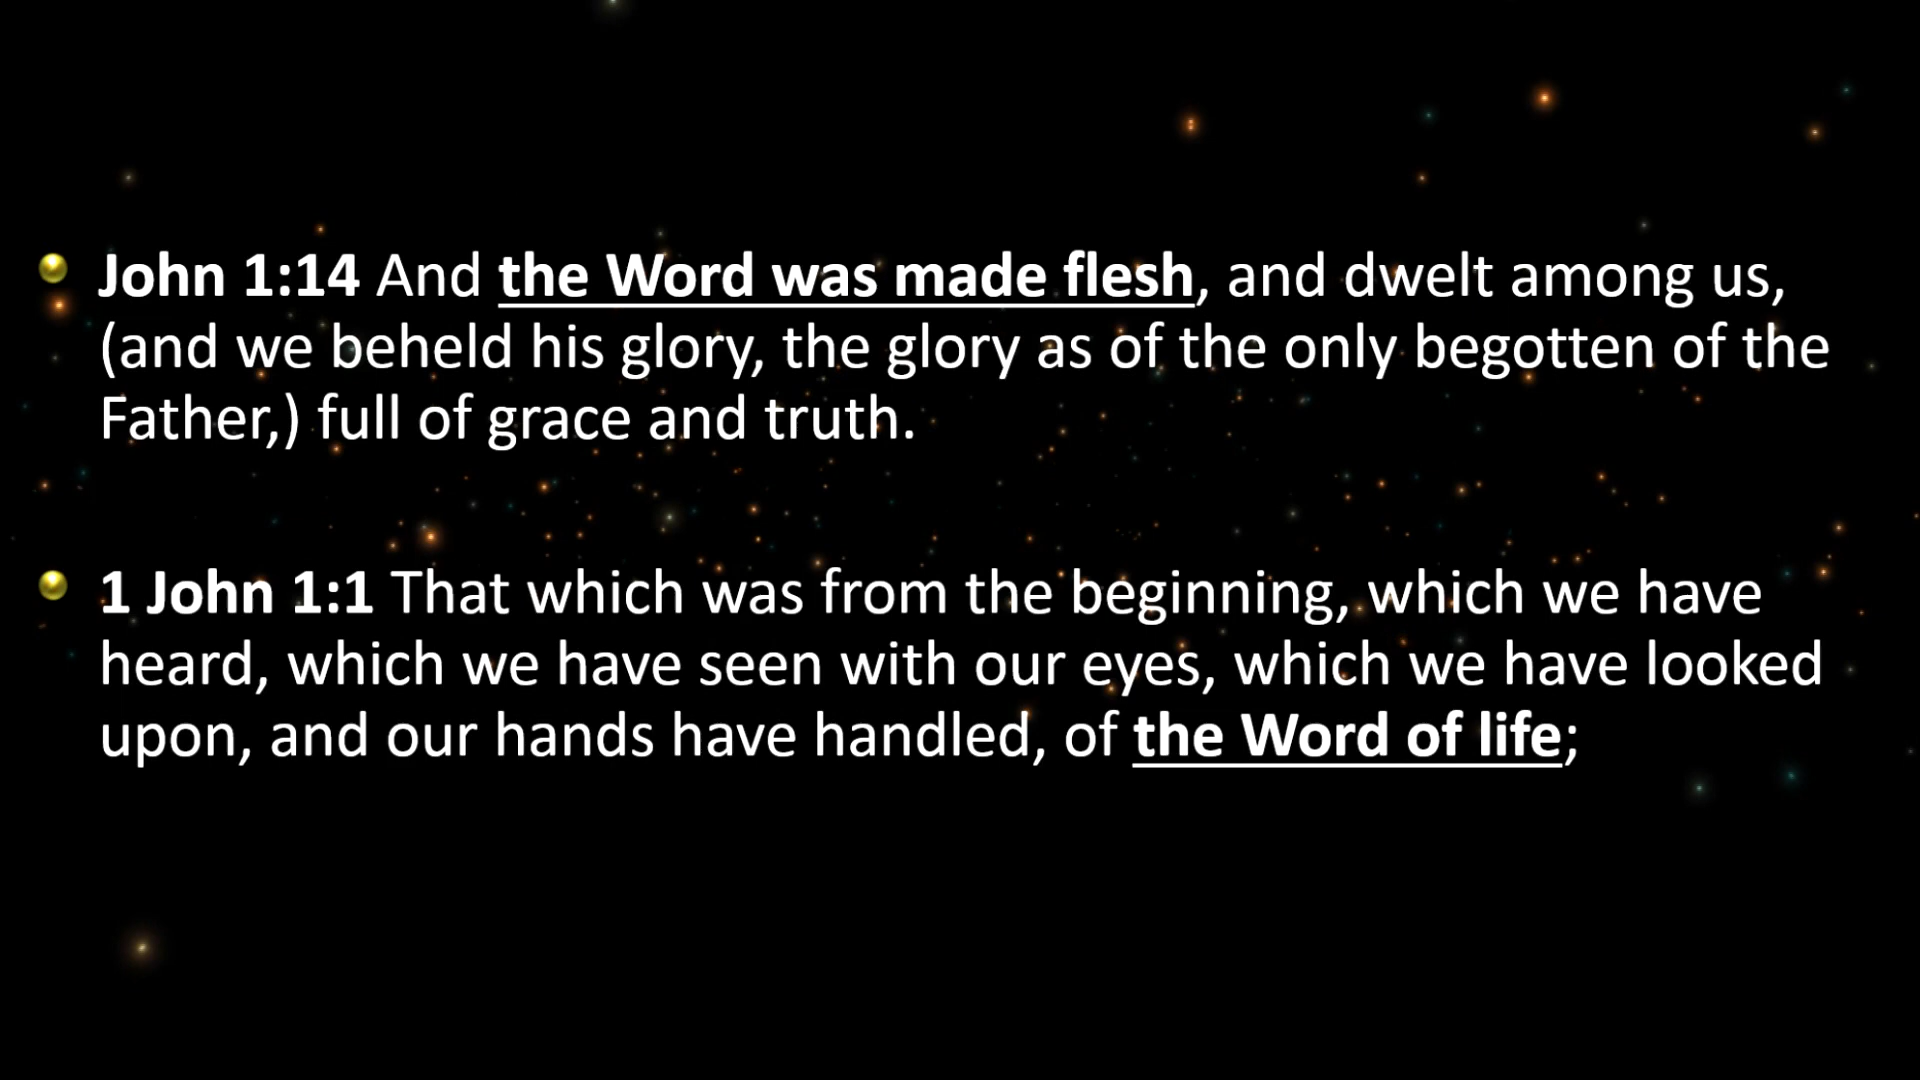 John 1:14 And the Word was made flesh, and dwelt among us,
(and we beheld his glory, the glory as of the only begotten of the
Father,) full of grace and truth.
1 John 1:1 That which was from the beginning, which we have
heard, which we have seen with our eyes, which we have looked
upon, and our hands have handled, of the Word of life;